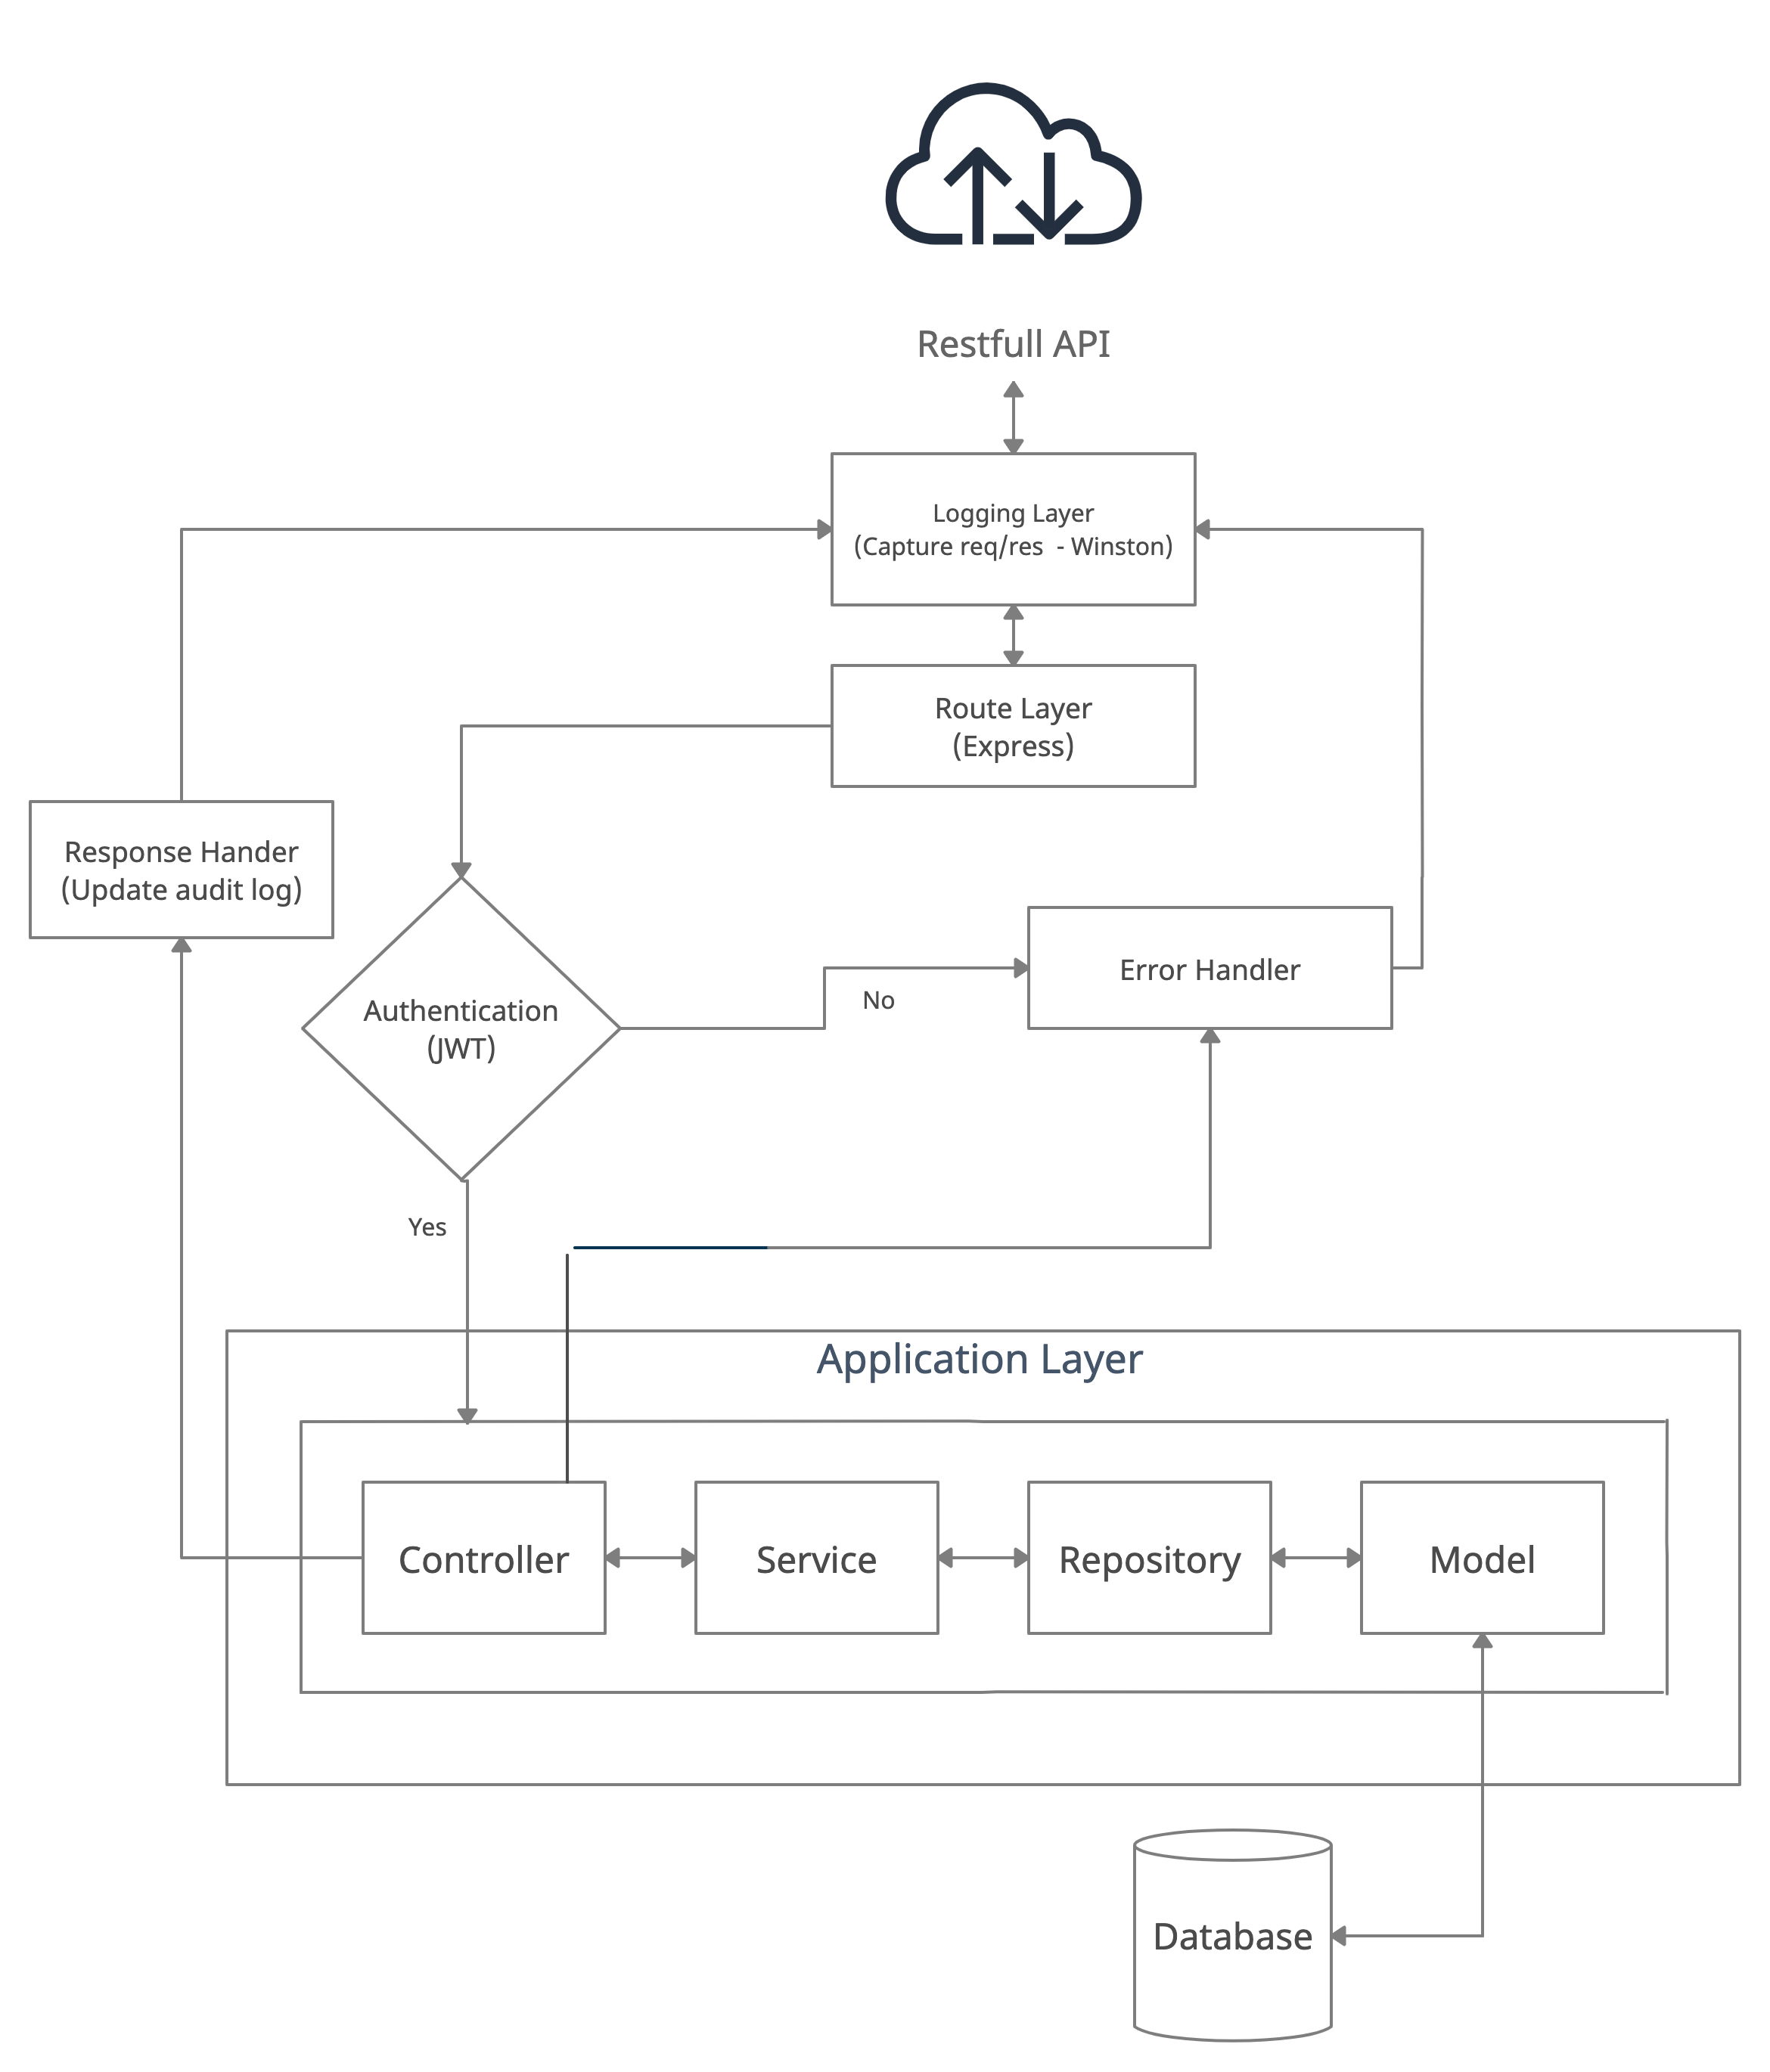 Restfull API
Logging Layer
(Capture req/res  - Winston)
Route Layer
(Express)
Response Hander
(Update audit log)
Authentication
(JWT)
No
Error Handler
Yes
Application Layer
Controller
Service
Repository
Model
Database